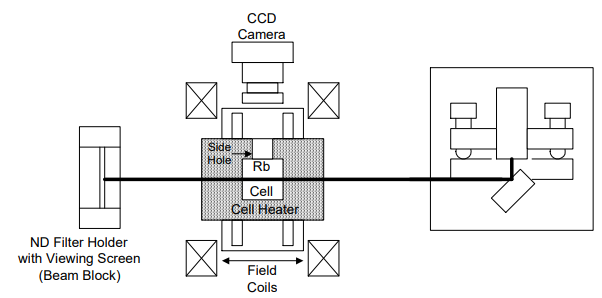 CCD
Camera
Side
Hole
Rb
Cell
Cell Heater
ND Filter Holder
with Viewing Screen
(Beam Block)
Field
Coils